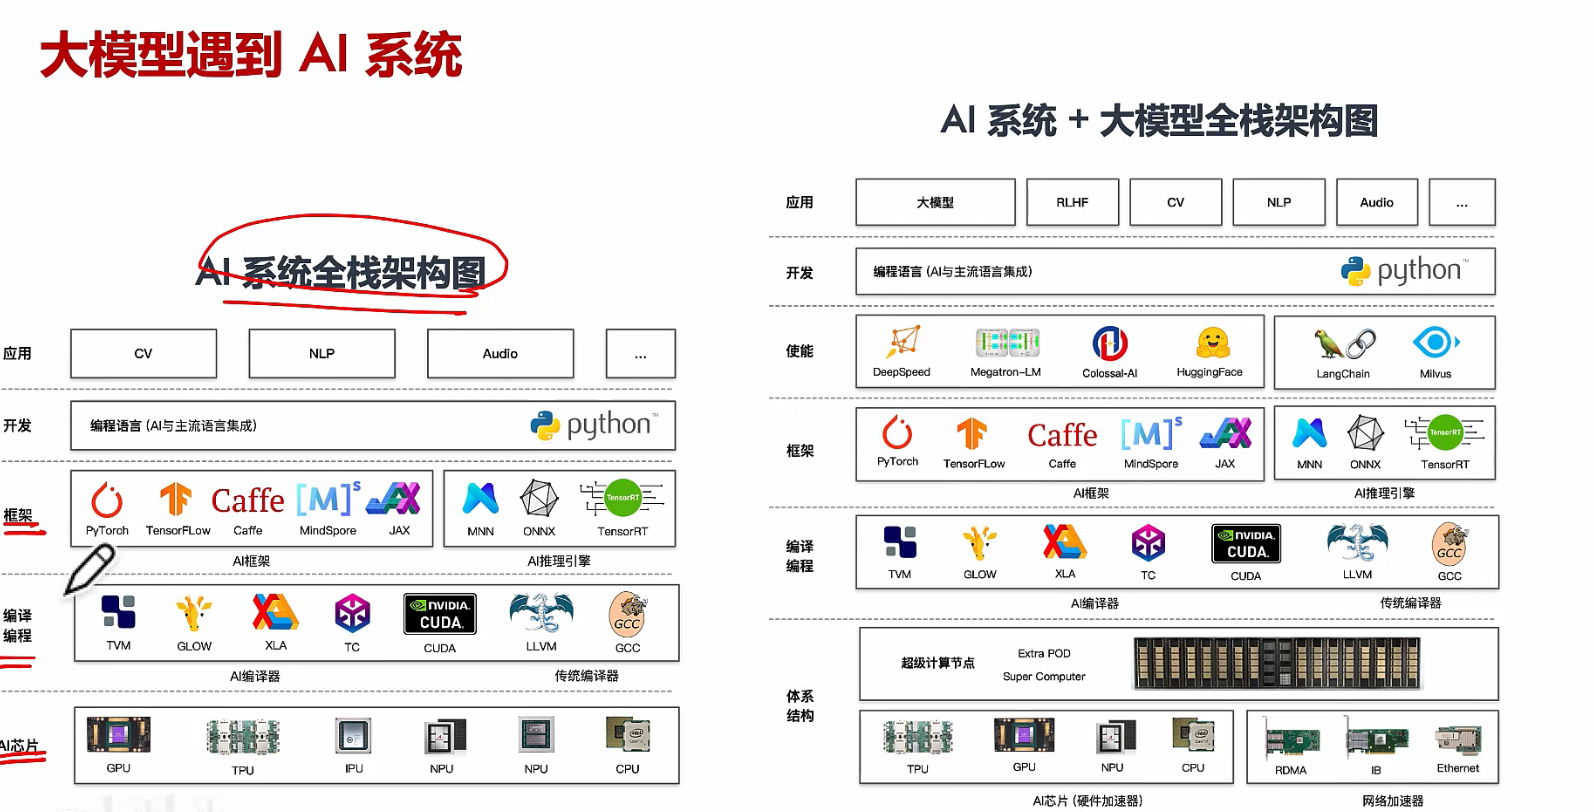 大模型遇到 AI 系统
AI 系统全栈架构图
应用
CV
NLP
Audio
...
开发
编程语言 (AI与主流语言集成)
python™
框架
PyTorch
TensorFLow
Caffe
Caffe
[M]s
MindSpore
JAX
MNN
ONNX
TensorRT
TensorRT
AI框架
AI推理引擎
编译
编程
TVM
GLOW
XLA
TC
NVIDIA.
CUDA.
CUDA
LLVM
GCC
GCC
AI编译器
传统编译器
AI芯片
GPU
TPU
IPU
NPU
NPU
CPU
AI 系统 + 大模型全栈架构图
应用
大模型
RLHF
CV
NLP
Audio
...
开发
编程语言 (AI与主流语言集成)
python™
使能
DeepSpeed
Megatron-LM
Colossal-AI
HuggingFace
LangChain
Milvus
框架
PyTorch
TensorFLow
Caffe
Caffe
[M]s
MindSpore
JAX
MNN
ONNX
TensorRT
TensorRT
AI框架
AI推理引擎
编译
编程
TVM
GLOW
XLA
TC
NVIDIA.
CUDA.
CUDA
LLVM
GCC
GCC
AI编译器
传统编译器
体系
结构
超级计算节点
Extra POD
Super Computer
TPU
GPU
NPU
CPU
RDMA
IB
Ethernet
AI芯片 (硬件加速器)
网络加速器